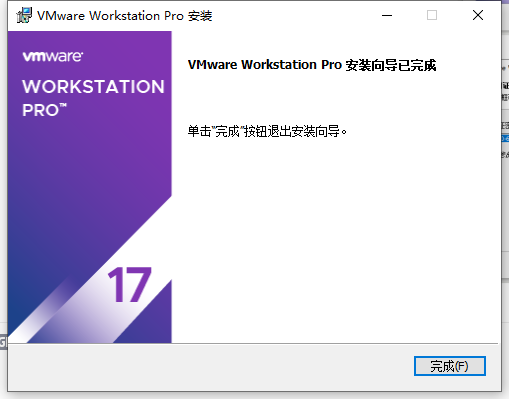 VMware Workstation Pro 安装
vmware®
WORKSTATION
PRO™
VMware Workstation Pro 安装向导已完成
单击"完成"按钮退出安装向导。
17
完成(F)